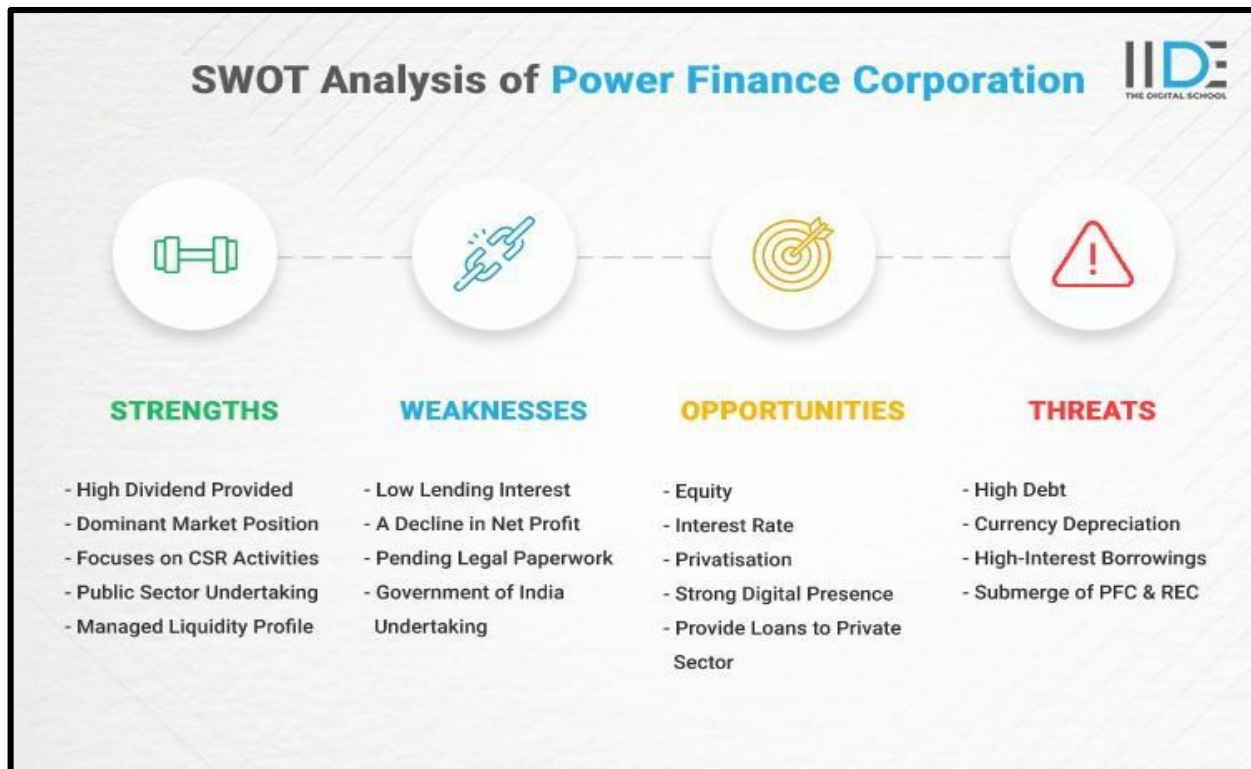 SWOT Analysis of Power Finance Corporation
IIDE
THE DIGITAL SCHOOL
STRENGTHS
- High Dividend Provided
- Dominant Market Position
- Focuses on CSR Activities
- Public Sector Undertaking
- Managed Liquidity Profile
WEAKNESSES
- Low Lending Interest
- A Decline in Net Profit
- Pending Legal Paperwork
- Government of India
Undertaking
OPPORTUNITIES
- Equity
- Interest Rate
- Privatisation
- Strong Digital Presence
- Provide Loans to Private
Sector
THREATS
- High Debt
- Currency Depreciation
- High-Interest Borrowings
- Submerge of PFC & REC